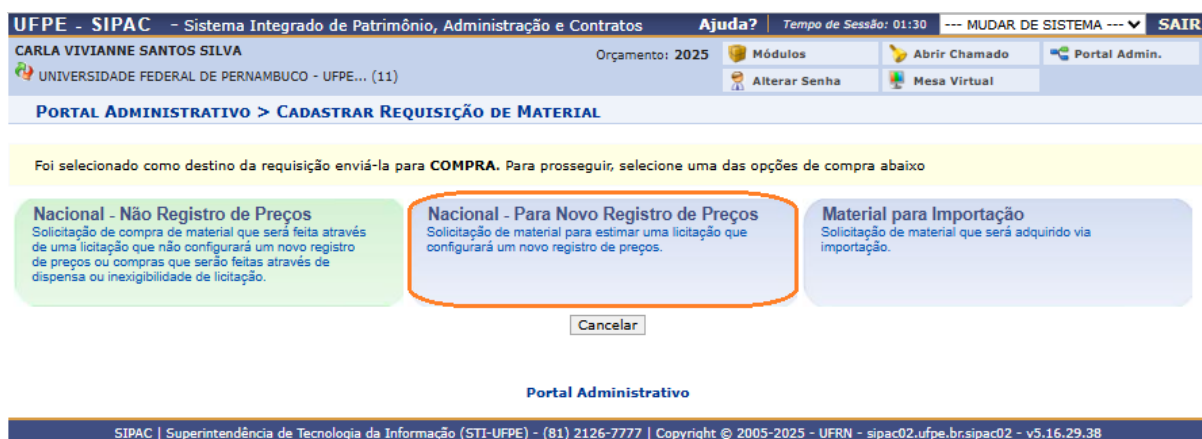 UFPE - SIPAC - Sistema Integrado de Patrimônio, Administração e Contratos Ajuda? Tempo de Sessão: 01:30 --- MUDAR DE SISTEMA --- SAIR
CARLA VIVIANNE SANTOS SILVA Orçamento: 2025 Módulos Abrir Chamado Portal Admin.
UNIVERSIDADE FEDERAL DE PERNAMBUCO - UFPE... (11) Alterar Senha Mesa Virtual
PORTAL ADMINISTRATIVO > CADASTRAR REQUISIÇÃO DE MATERIAL
Foi selecionado como destino da requisição enviá-la para COMPRA. Para prosseguir, selecione uma das opções de compra abaixo
Nacional - Não Registro de Preços
Solicitação de compra de material que será feita através
de uma licitação que não configurará um novo registro
de preços ou compras que serão feitas através de
dispensa ou inexigibilidade de licitação.
Nacional - Para Novo Registro de Preços
Solicitação de material para estimar uma licitação que
configurará um novo registro de preços.
Material para Importação
Solicitação de material que será adquirido via
importação.
Cancelar
Portal Administrativo
SIPAC | Superintendência de Tecnologia da Informação (STI-UFPE) - (81) 2126-7777 | Copyright © 2005-2025 - UFRN - sipac02.ufpe.br.sipac02 - v5.16.29.38